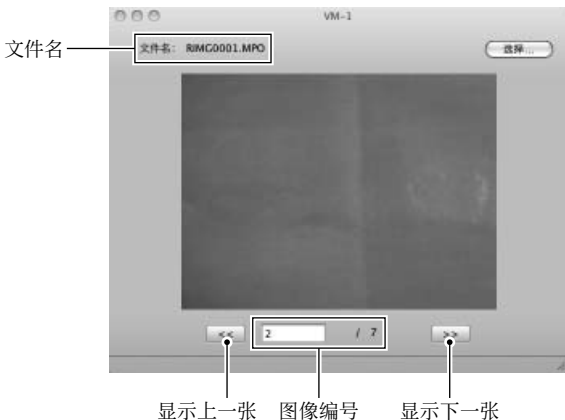 VM-1
文件名
文件名: RIMG0001.MPO
选择...
<< 2 / 7 >>
显示上一张 图像编号 显示下一张